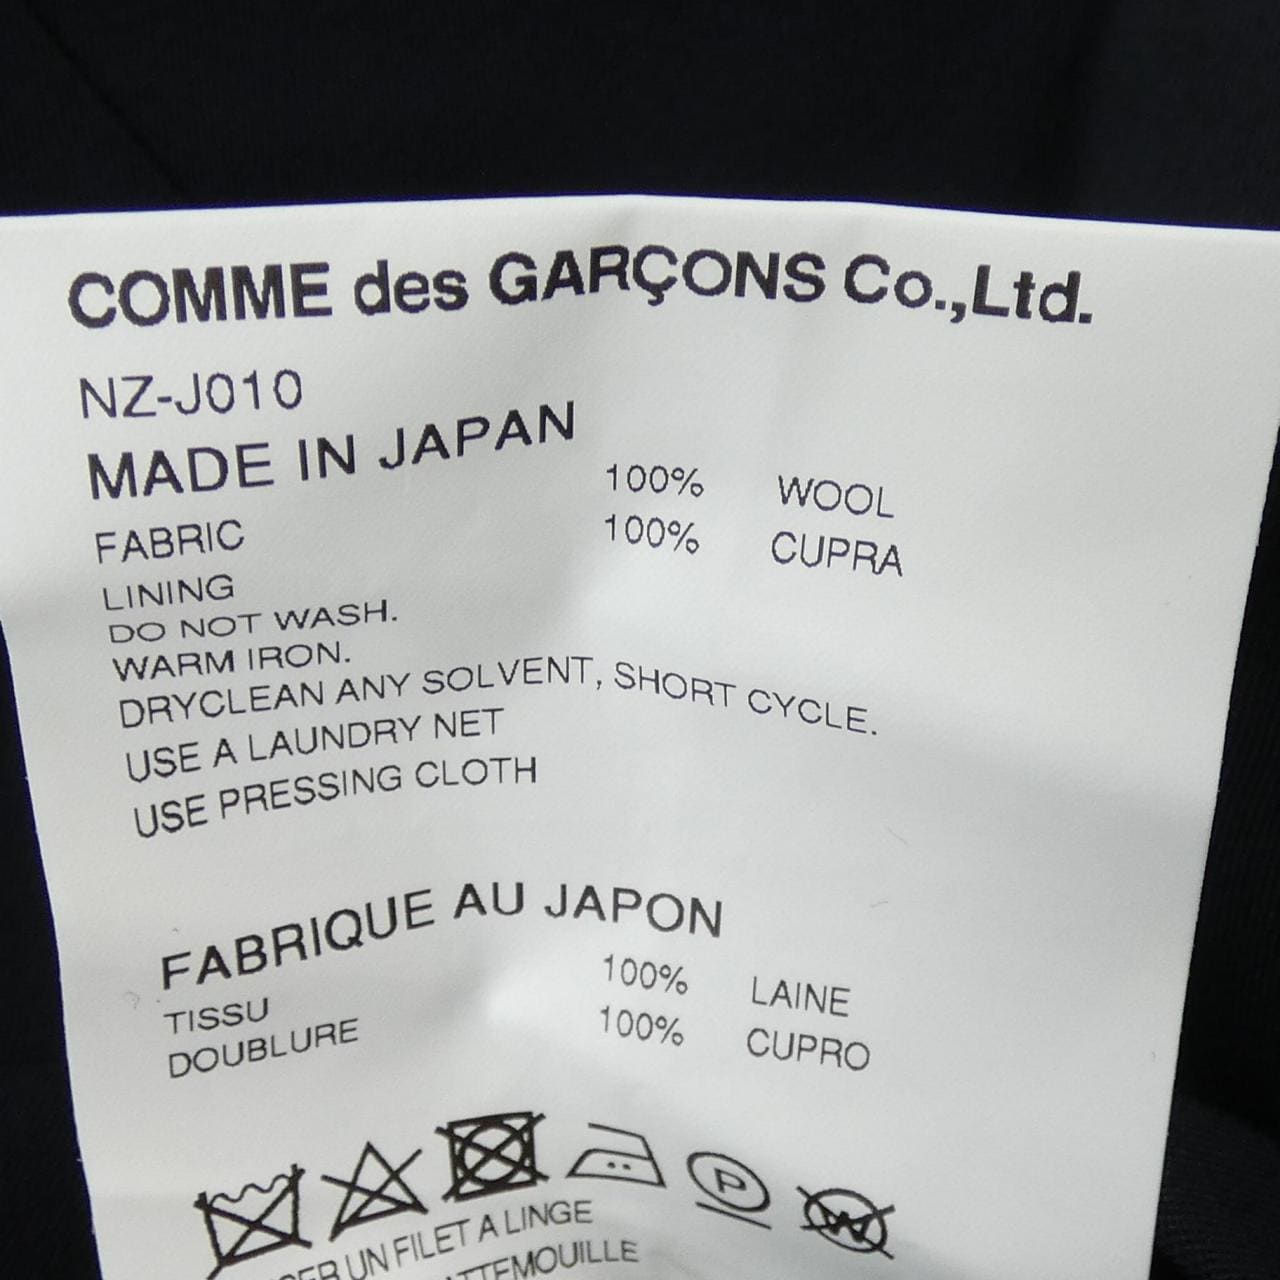 COMME des GARÇONS Co.,Ltd.
NZ-J010
MADE IN JAPAN
FABRIC 100% WOOL
LINING 100% CUPRA
DO NOT WASH.
WARM IRON.
DRYCLEAN ANY SOLVENT, SHORT CYCLE.
USE A LAUNDRY NET
USE PRESSING CLOTH
FABRIQUE AU JAPON
TISSU 100% LAINE
DOUBLURE 100% CUPRO
P W
UN FILET A LINGE